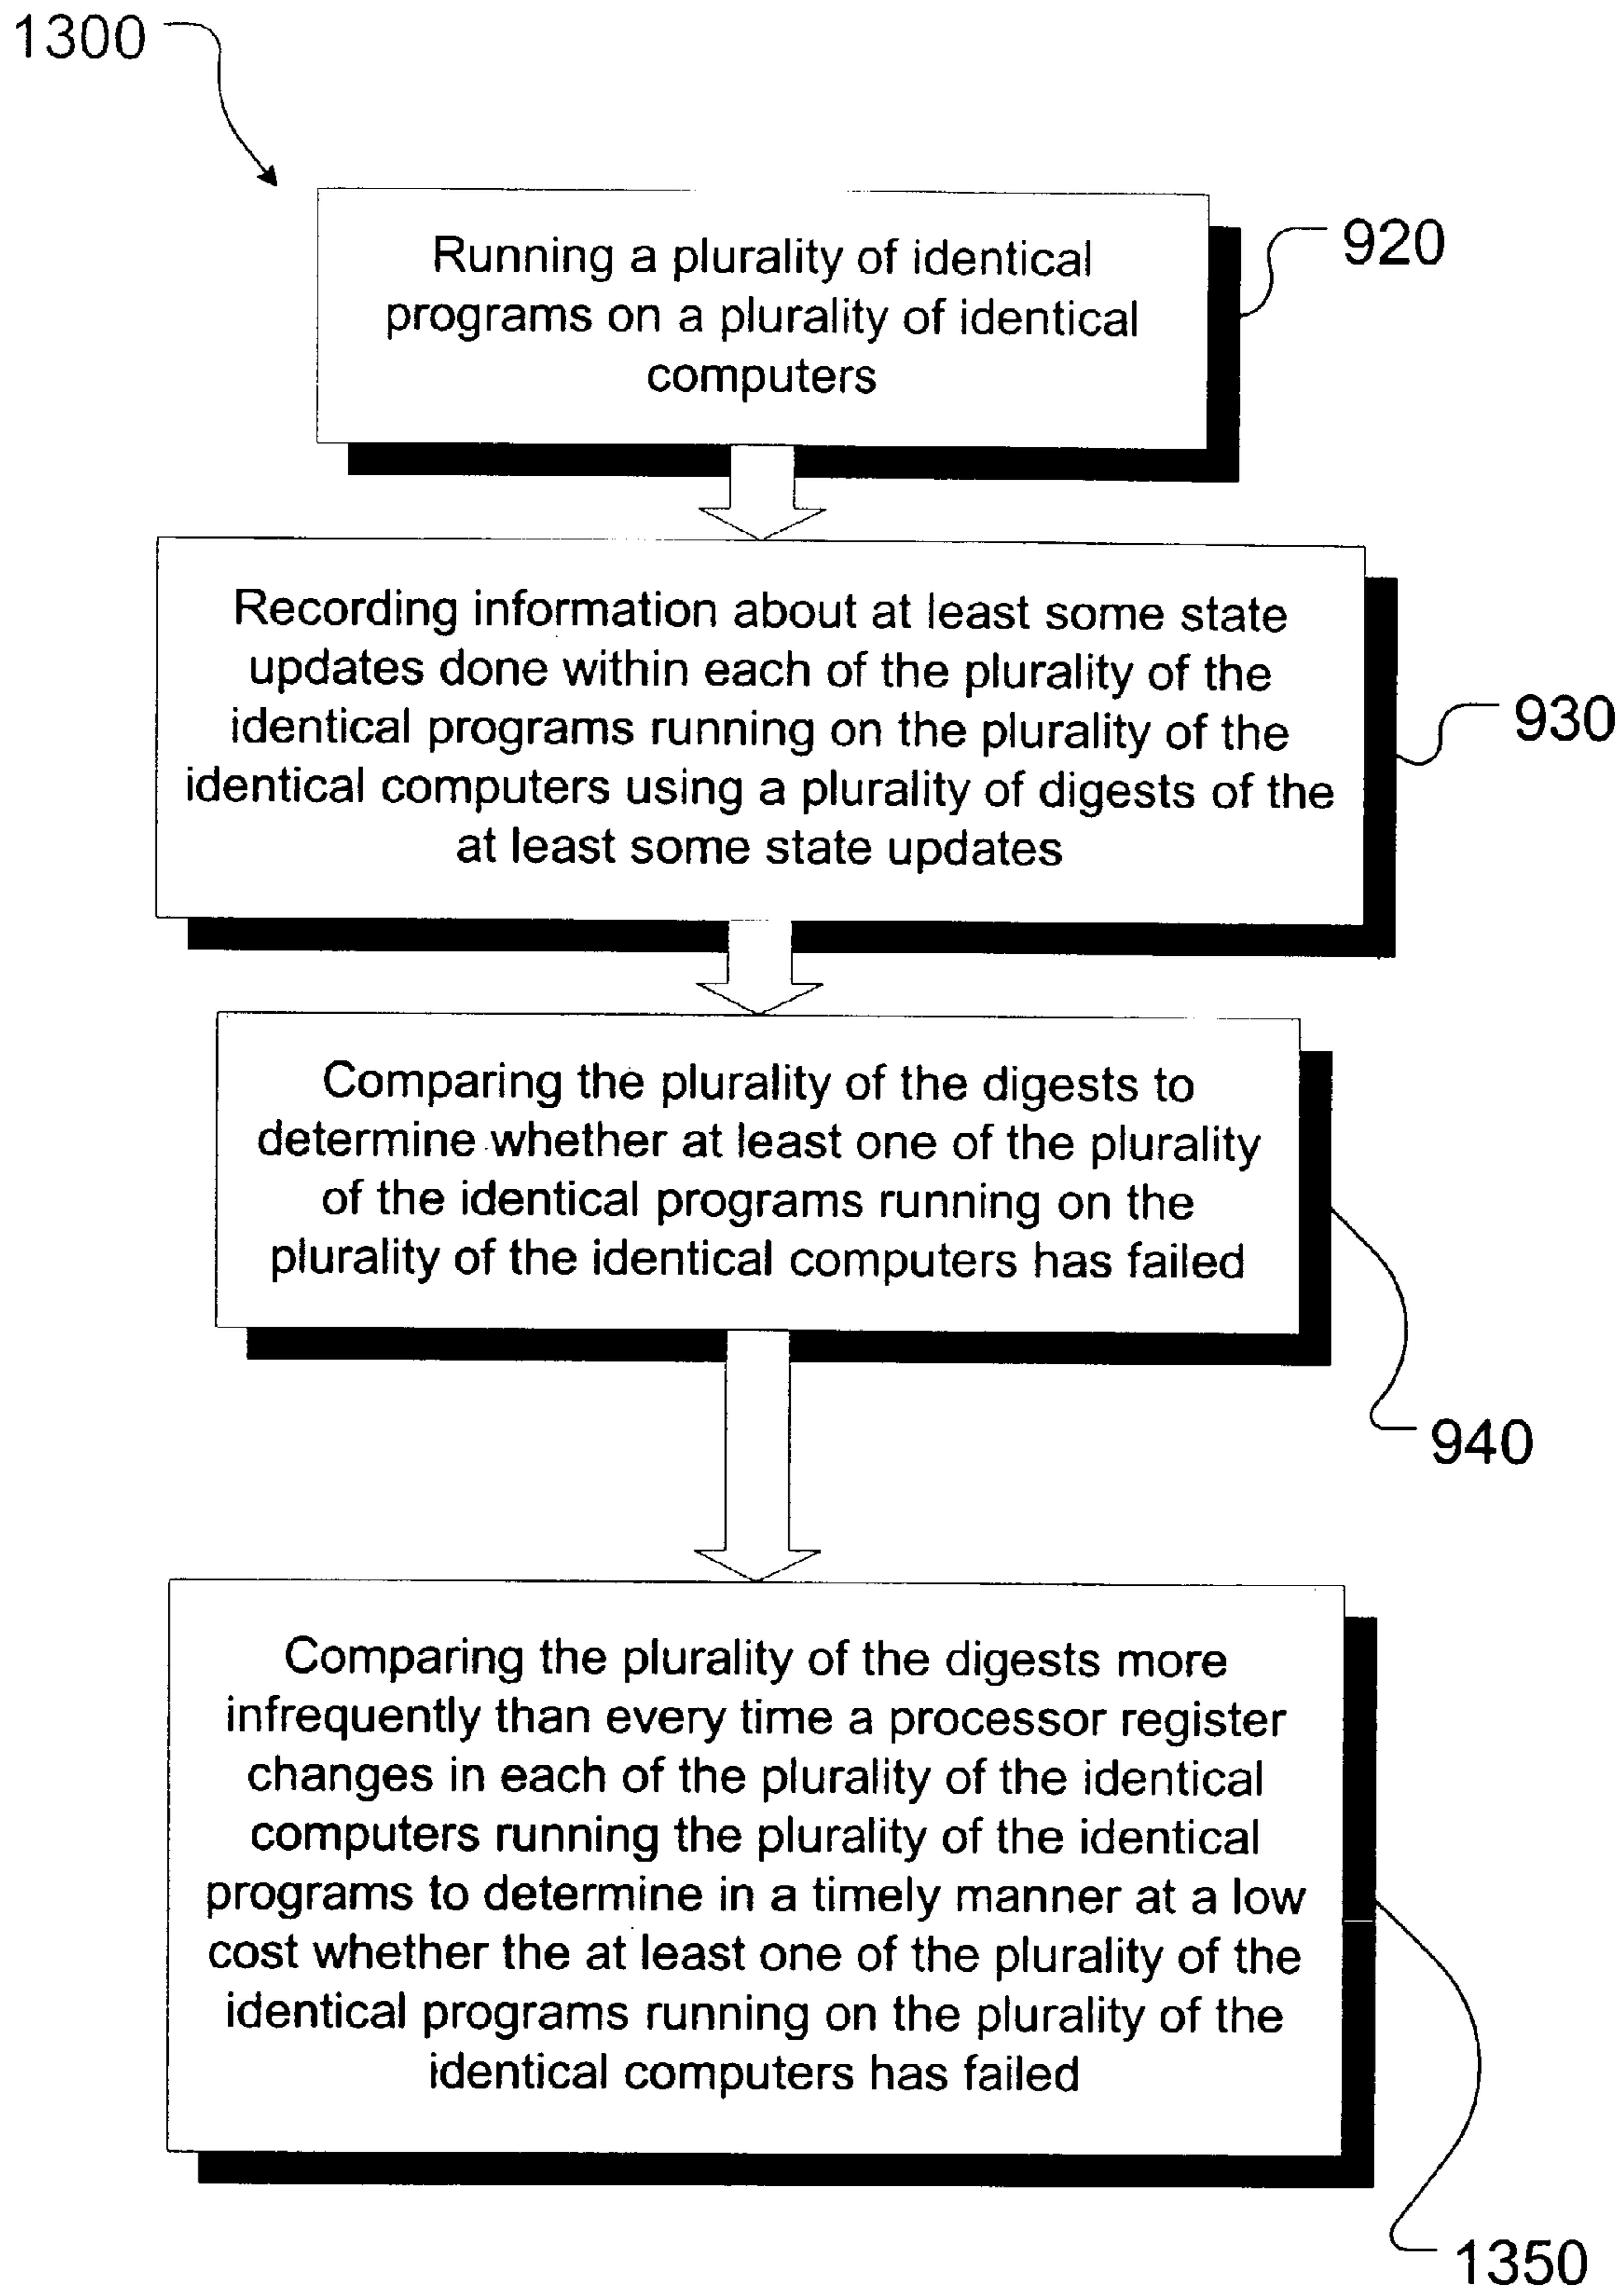 1300
Running a plurality of identical
programs on a plurality of identical
computers
920
Recording information about at least some state
updates done within each of the plurality of the
identical programs running on the plurality of the
identical computers using a plurality of digests of the
at least some state updates
930
Comparing the plurality of the digests to
determine whether at least one of the plurality
of the identical programs running on the
plurality of the identical computers has failed
940
Comparing the plurality of the digests more
infrequently than every time a processor register
changes in each of the plurality of the identical
computers running the plurality of the identical
programs to determine in a timely manner at a low
cost whether the at least one of the plurality of the
identical programs running on the plurality of the
identical computers has failed
1350